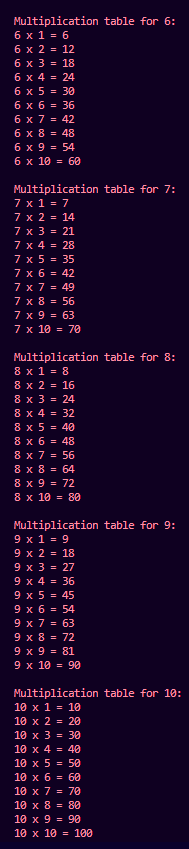 Multiplication table for 6:
6 x 1 = 6
6 x 2 = 12
6 x 3 = 18
6 x 4 = 24
6 x 5 = 30
6 x 6 = 36
6 x 7 = 42
6 x 8 = 48
6 x 9 = 54
6 x 10 = 60

Multiplication table for 7:
7 x 1 = 7
7 x 2 = 14
7 x 3 = 21
7 x 4 = 28
7 x 5 = 35
7 x 6 = 42
7 x 7 = 49
7 x 8 = 56
7 x 9 = 63
7 x 10 = 70

Multiplication table for 8:
8 x 1 = 8
8 x 2 = 16
8 x 3 = 24
8 x 4 = 32
8 x 5 = 40
8 x 6 = 48
8 x 7 = 56
8 x 8 = 64
8 x 9 = 72
8 x 10 = 80

Multiplication table for 9:
9 x 1 = 9
9 x 2 = 18
9 x 3 = 27
9 x 4 = 36
9 x 5 = 45
9 x 6 = 54
9 x 7 = 63
9 x 8 = 72
9 x 9 = 81
9 x 10 = 90

Multiplication table for 10:
10 x 1 = 10
10 x 2 = 20
10 x 3 = 30
10 x 4 = 40
10 x 5 = 50
10 x 6 = 60
10 x 7 = 70
10 x 8 = 80
10 x 9 = 90
10 x 10 = 100